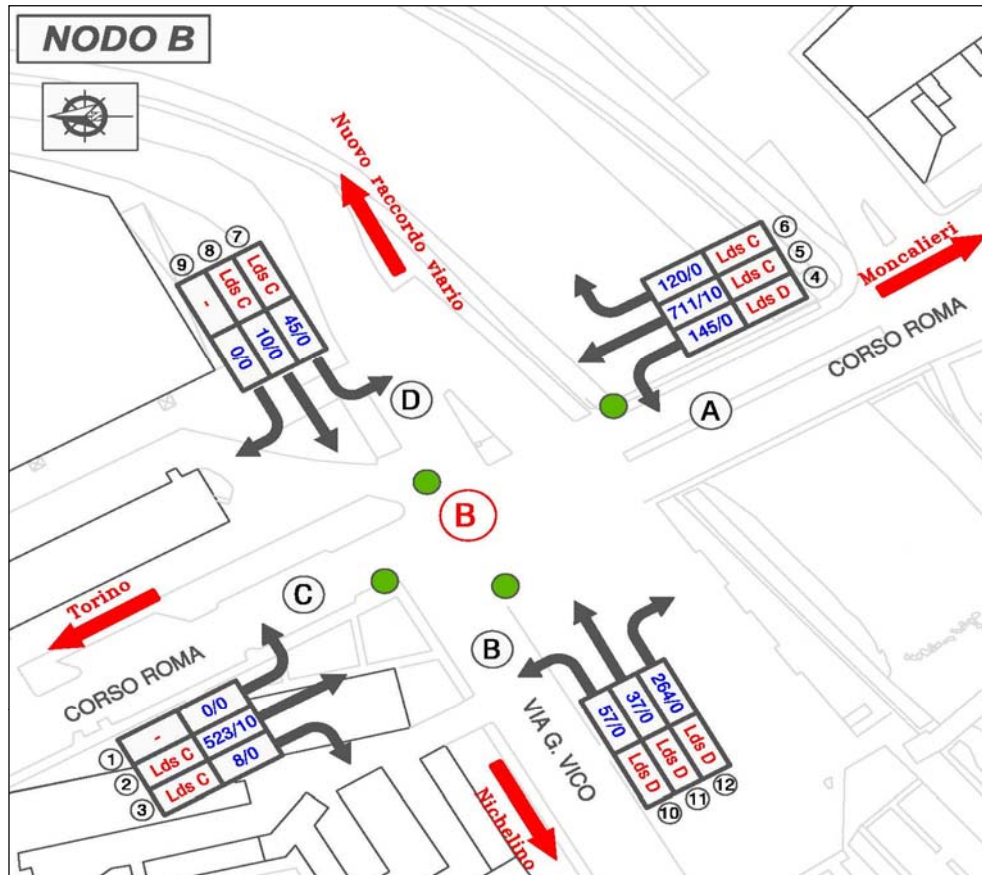 NODO B
Nuovo raccordo viario
Moncalieri
CORSO ROMA
9 8 7
- Lds C Lds C
0/0 10/0 45/0
120/0 Lds C 6
711/10 Lds C 5
145/0 Lds D 4
D
A
B
Torino
C
B
CORSO ROMA
1 - 0/0
2 Lds C 523/10
3 Lds C 8/0
VIA G. VICO
57/0 37/0 264/0
Lds D Lds D Lds D
10 11 12
Nichelino